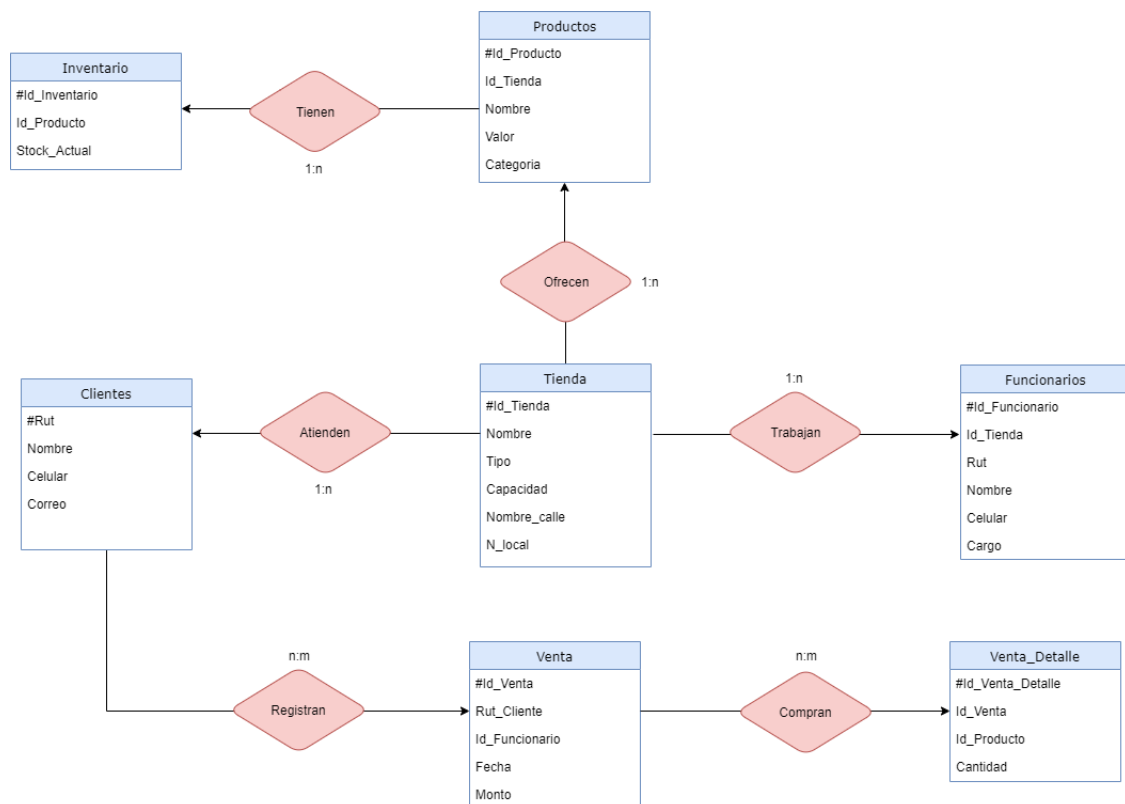 Productos
#Id_Producto
Id_Tienda
Nombre
Valor
Categoria
Inventario
#Id_Inventario
Id_Producto
Stock_Actual
Tienen
1:n
Ofrecen
1:n
Clientes
#Rut
Nombre
Celular
Correo
Atienden
1:n
Tienda
#Id_Tienda
Nombre
Tipo
Capacidad
Nombre_calle
N_local
1:n
Trabajan
Funcionarios
#Id_Funcionario
Id_Tienda
Rut
Nombre
Celular
Cargo
n:m
Registran
Venta
#Id_Venta
Rut_Cliente
Id_Funcionario
Fecha
Monto
n:m
Compran
Venta_Detalle
#Id_Venta_Detalle
Id_Venta
Id_Producto
Cantidad